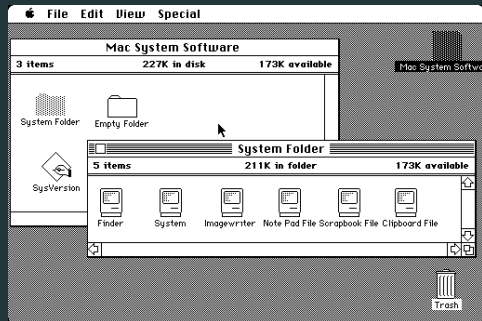 File Edit View Special
Mac System Software
3 items 227K in disk 173K available
Mac System Softwa
System Folder Empty Folder
SysVersion
System Folder
5 items 211K in folder 173K available
Finder System Imagewriter Note Pad File Scrapbook File Clipboard File
Trash